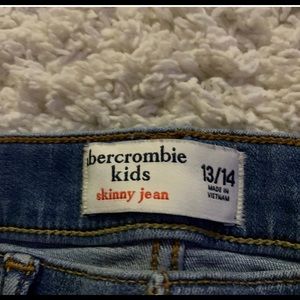 abercrombie
kids
skinny jean
13/14
MADE IN
VIETNAM